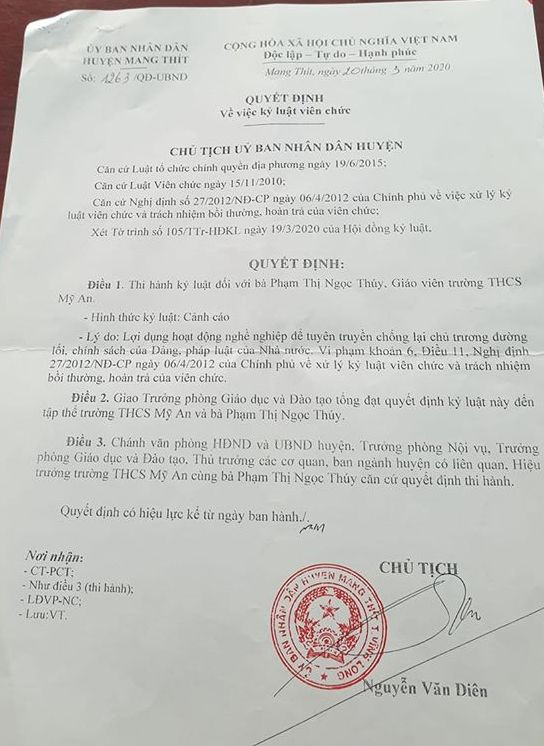 ỦY BAN NHÂN DÂN
HUYỆN MANG THÍT
Số: 1263 /QĐ-UBND
CỘNG HÒA XÃ HỘI CHỦ NGHĨA VIỆT NAM
Độc lập – Tự do – Hạnh phúc
Mang Thít, ngày 20 tháng 3 năm 2020
QUYẾT ĐỊNH
Về việc kỷ luật viên chức
CHỦ TỊCH UỶ BAN NHÂN DÂN HUYỆN
Căn cứ Luật tổ chức chính quyền địa phương ngày 19/6/2015;
Căn cứ Luật Viên chức ngày 15/11/2010;
Căn cứ Nghị định số 27/2012/NĐ-CP ngày 06/4/2012 của Chính phủ về việc xử lý kỷ
luật viên chức và trách nhiệm bồi thường, hoàn trả của viên chức;
Xét Tờ trình số 105/TTr-HĐKL ngày 19/3/2020 của Hội đồng kỷ luật,
QUYẾT ĐỊNH:
Điều 1. Thi hành kỷ luật đối với bà Phạm Thị Ngọc Thúy, Giáo viên trường THCS
Mỹ An.
- Hình thức kỷ luật: Cảnh cáo
- Lý do: Lợi dụng hoạt động nghề nghiệp để tuyên truyền chống lại chủ trương đường
lối, chính sách của Đảng, pháp luật của Nhà nước. Vi phạm khoản 6, Điều 11, Nghị định
27/2012/NĐ-CP ngày 06/4/2012 của Chính phủ về xử lý kỷ luật viên chức và trách nhiệm
bồi thường, hoàn trả của viên chức.
Điều 2. Giao Trưởng phòng Giáo dục và Đào tạo tống đạt quyết định kỷ luật này đến
tập thể trường THCS Mỹ An và bà Phạm Thị Ngọc Thúy.
Điều 3. Chánh văn phòng HĐND và UBND huyện, Trưởng phòng Nội vụ, Trưởng
phòng Giáo dục và Đào tạo, Thủ trưởng các cơ quan, ban ngành huyện có liên quan, Hiệu
trưởng trường THCS Mỹ An cùng bà Phạm Thị Ngọc Thúy căn cứ quyết định thi hành.
Quyết định có hiệu lực kể từ ngày ban hành./.
Nơi nhận:
- CT-PCT;
- Như điều 3 (thi hành);
- LĐVP-NC;
- Lưu:VT.
CHỦ TỊCH
ỦY BAN NHÂN DÂN HUYỆN MANG THÍT T.VĨNH LONG
Nguyễn Văn Diên